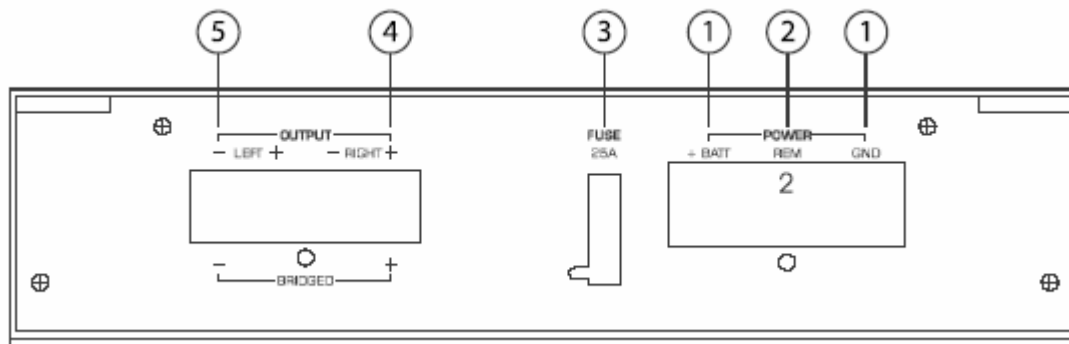 5 4 3 1 2 1
OUTPUT FUSE POWER
− LEFT + − RIGHT + 25A + BATT REM GND
2
− +
BRIDGED